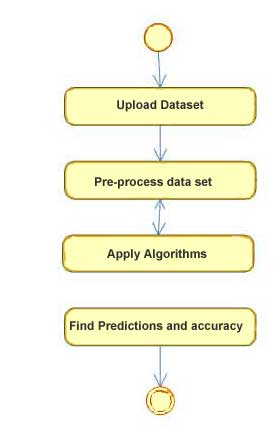 Upload Dataset
Pre-process data set
Apply Algorithms
Find Predictions and accuracy